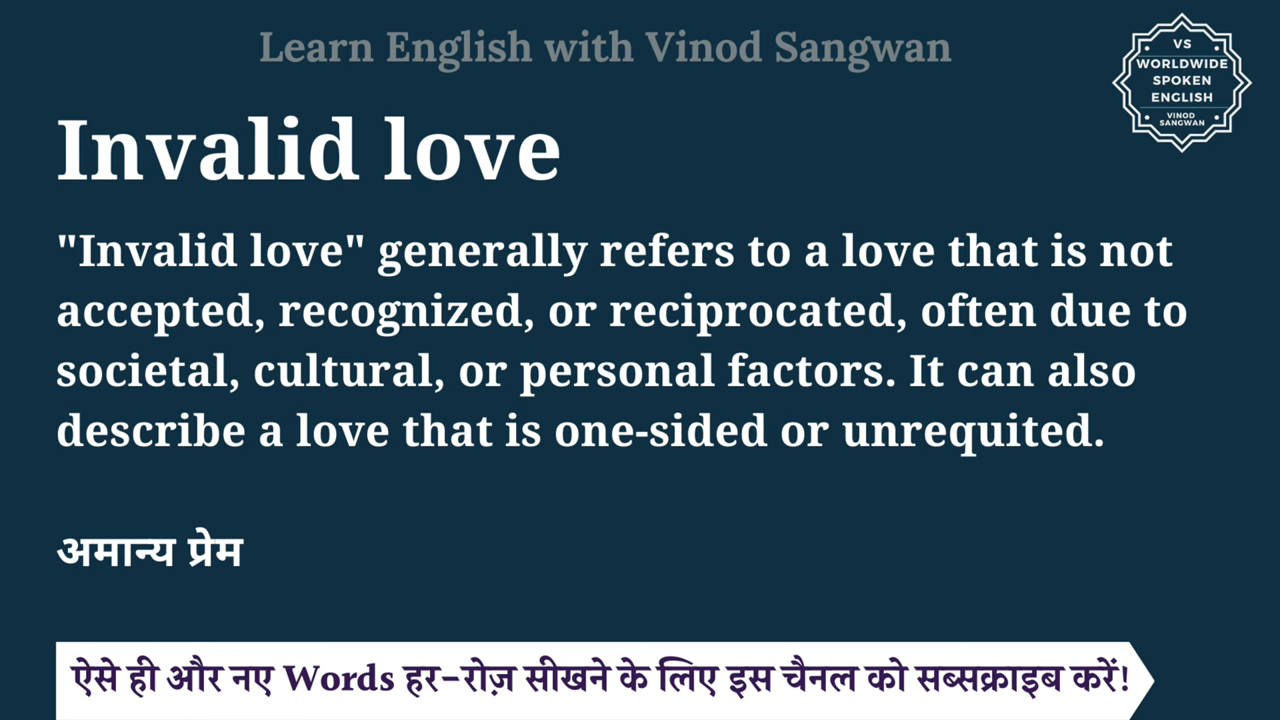 Learn English with Vinod Sangwan
VS
WORLDWIDE
SPOKEN
ENGLISH
VINOD
SANGWAN
Invalid love
"Invalid love" generally refers to a love that is not
accepted, recognized, or reciprocated, often due to
societal, cultural, or personal factors. It can also
describe a love that is one-sided or unrequited.
अमान्य प्रेम
ऐसे ही और नए Words हर-रोज़ सीखने के लिए इस चैनल को सब्सक्राइब करें!